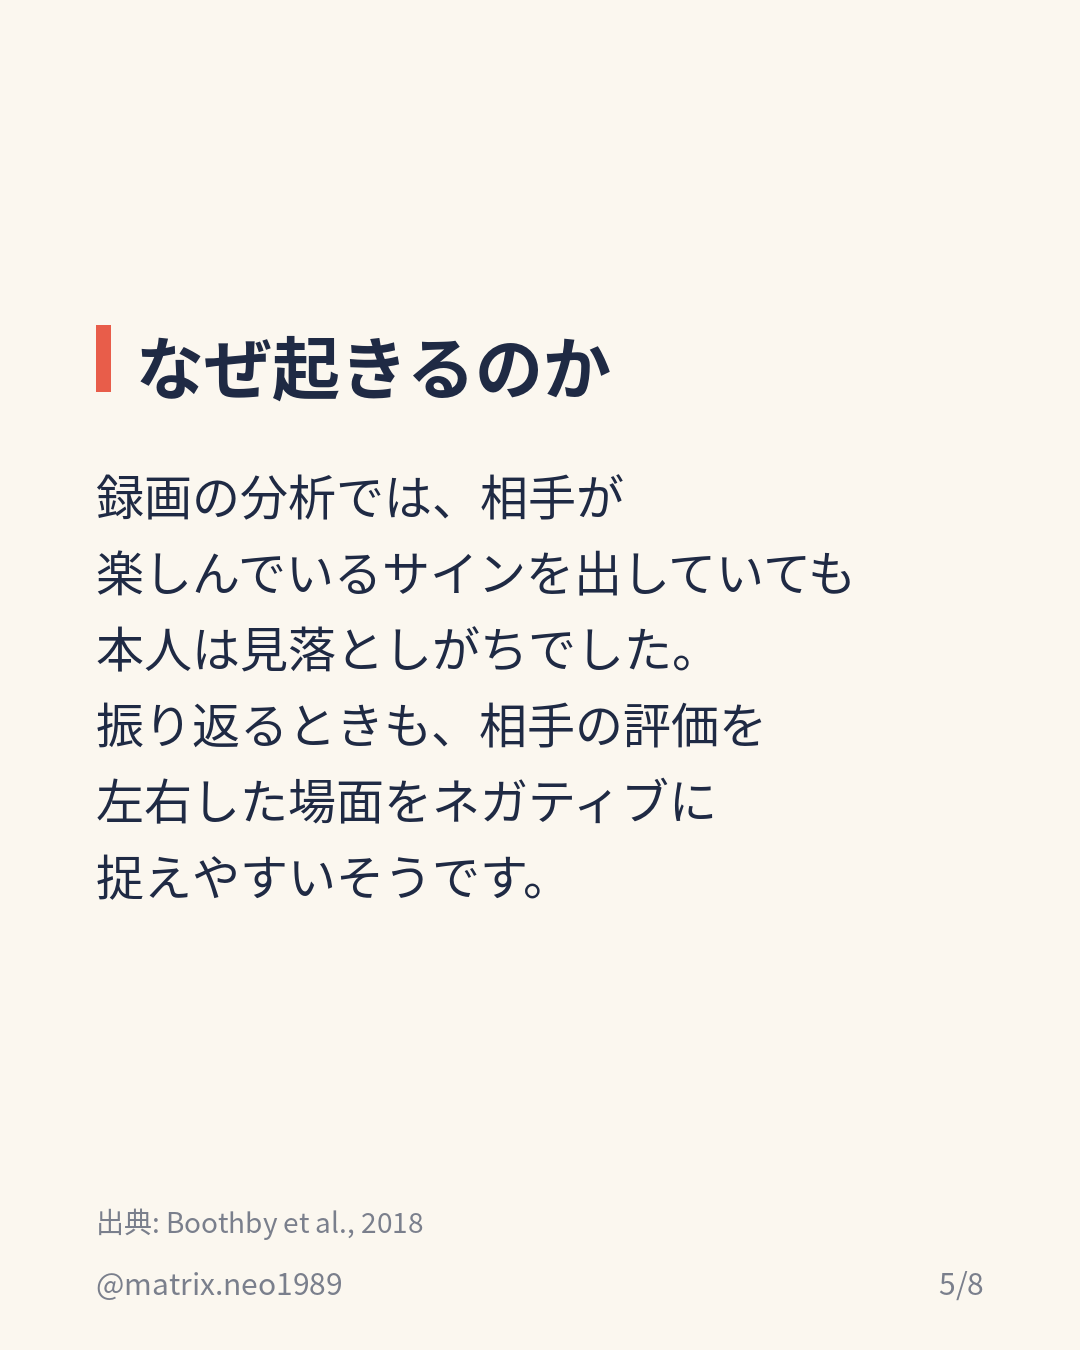 なぜ起きるのか
録画の分析では、相手が
楽しんでいるサインを出していても
本人は見落としがちでした。
振り返るときも、相手の評価を
左右した場面をネガティブに
捉えやすいそうです。
出典: Boothby et al., 2018
@matrix.neo1989
5/8